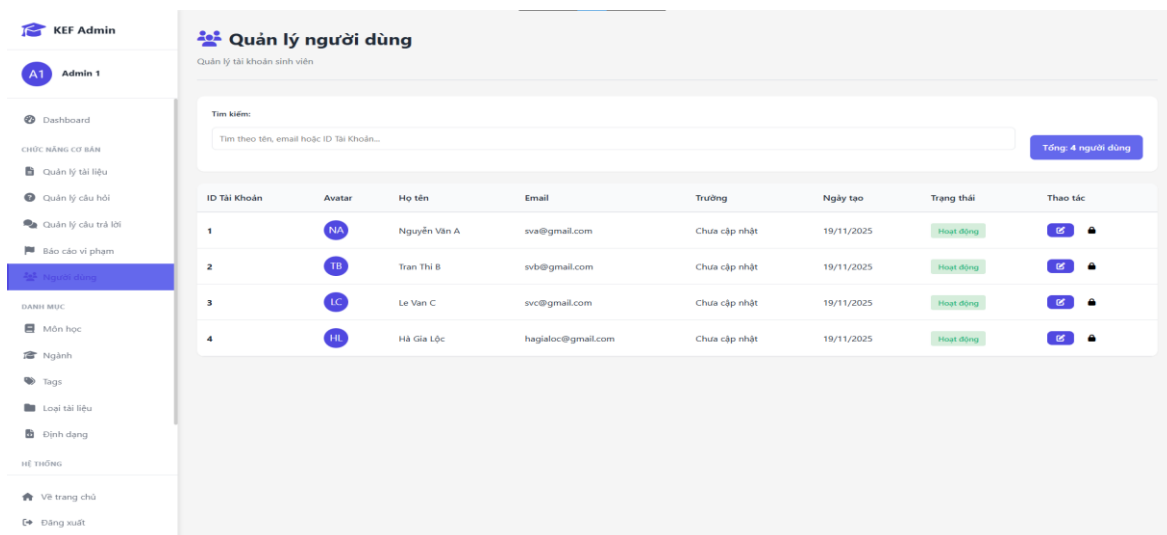 KEF Admin
A1 Admin 1
Dashboard
CHỨC NĂNG CƠ BẢN
Quản lý tài liệu
Quản lý câu hỏi
Quản lý câu trả lời
Báo cáo vi phạm
Người dùng
DANH MỤC
Môn học
Ngành
Tags
Loại tài liệu
Định dạng
HỆ THỐNG
Về trang chủ
Đăng xuất
Quản lý người dùng
Quản lý tài khoản sinh viên
Tìm kiếm:
Tìm theo tên, email hoặc ID Tài Khoản...
Tổng: 4 người dùng
ID Tài Khoản Avatar Họ tên Email Trường Ngày tạo Trạng thái Thao tác
1 NA Nguyễn Văn A sva@gmail.com Chưa cập nhật 19/11/2025 Hoạt động
2 TB Tran Thi B svb@gmail.com Chưa cập nhật 19/11/2025 Hoạt động
3 LC Le Van C svc@gmail.com Chưa cập nhật 19/11/2025 Hoạt động
4 HL Hà Gia Lộc hagialoc@gmail.com Chưa cập nhật 19/11/2025 Hoạt động